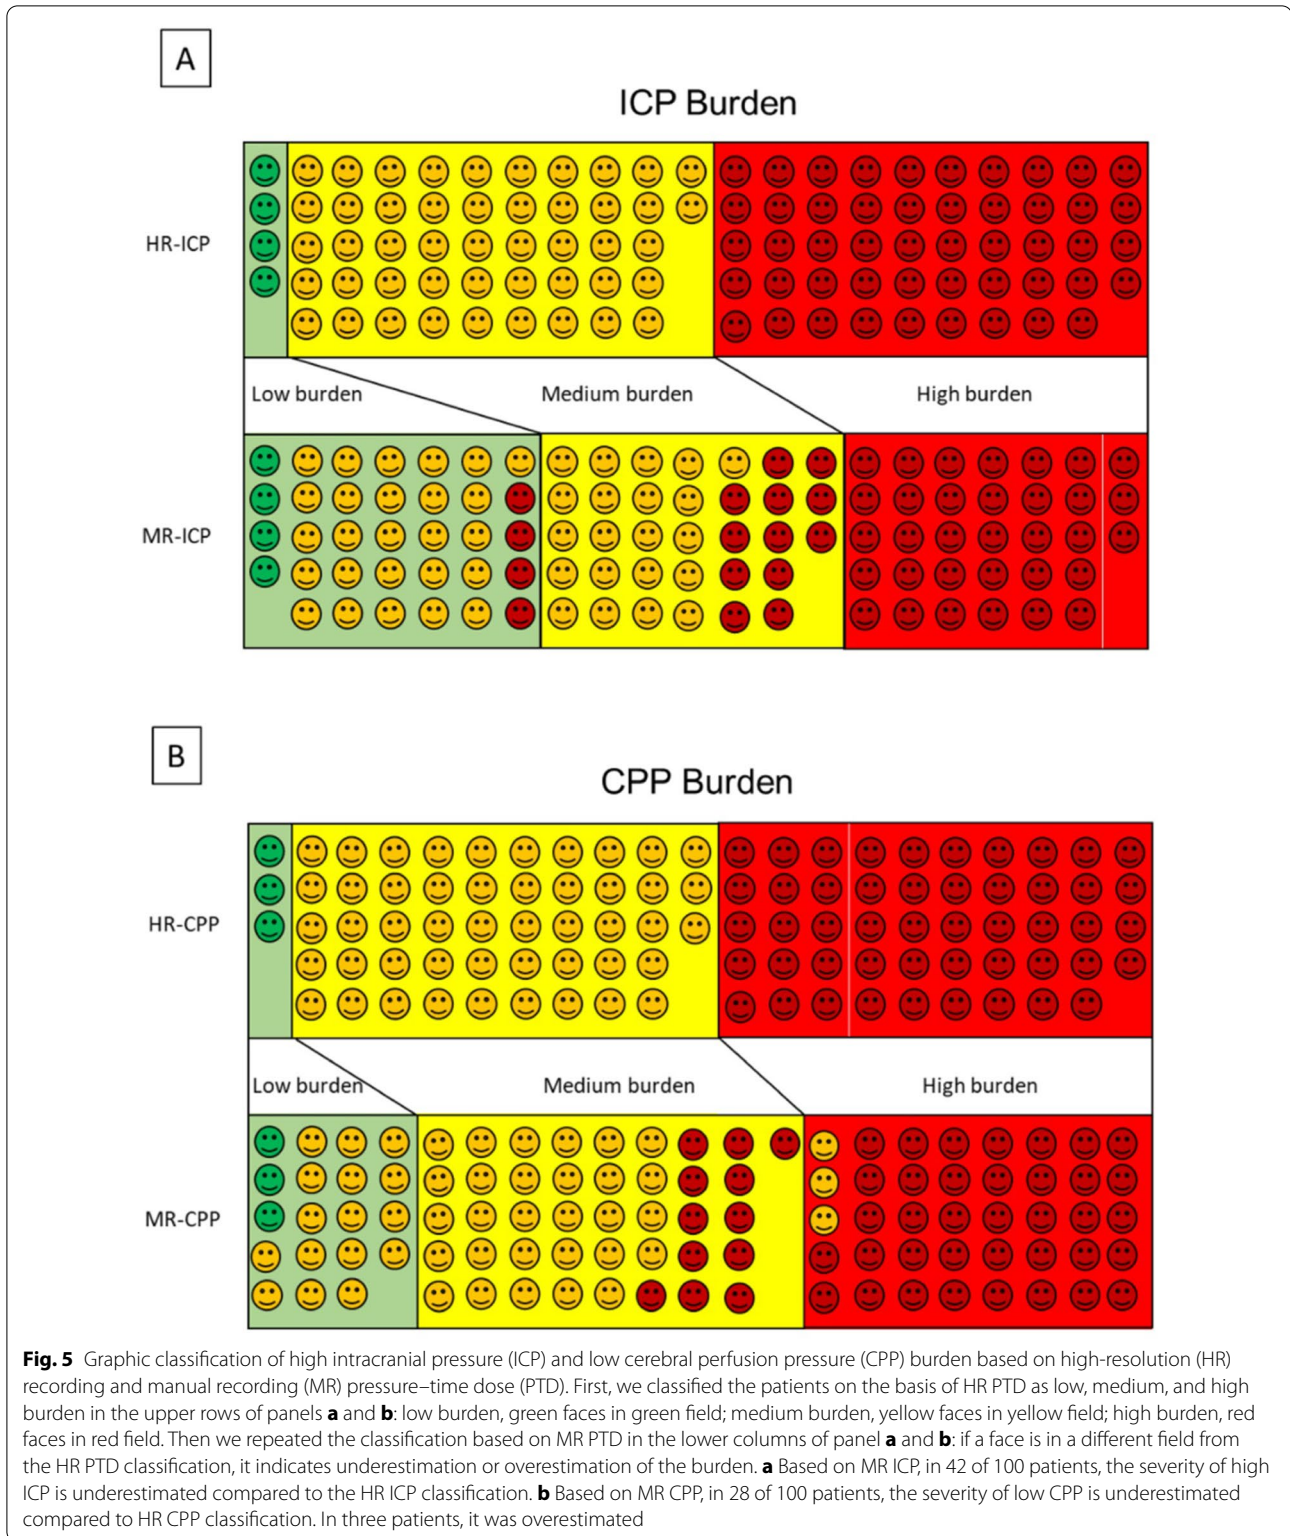 A
ICP Burden
HR-ICP
Low burden
Medium burden
High burden
MR-ICP
B
CPP Burden
HR-CPP
Low burden
Medium burden
High burden
MR-CPP
Fig. 5 Graphic classification of high intracranial pressure (ICP) and low cerebral perfusion pressure (CPP) burden based on high-resolution (HR)
recording and manual recording (MR) pressure–time dose (PTD). First, we classified the patients on the basis of HR PTD as low, medium, and high
burden in the upper rows of panels a and b: low burden, green faces in green field; medium burden, yellow faces in yellow field; high burden, red
faces in red field. Then we repeated the classification based on MR PTD in the lower columns of panel a and b: if a face is in a different field from
the HR PTD classification, it indicates underestimation or overestimation of the burden. a Based on MR ICP, in 42 of 100 patients, the severity of high
ICP is underestimated compared to the HR ICP classification. b Based on MR CPP, in 28 of 100 patients, the severity of low CPP is underestimated
compared to HR CPP classification. In three patients, it was overestimated